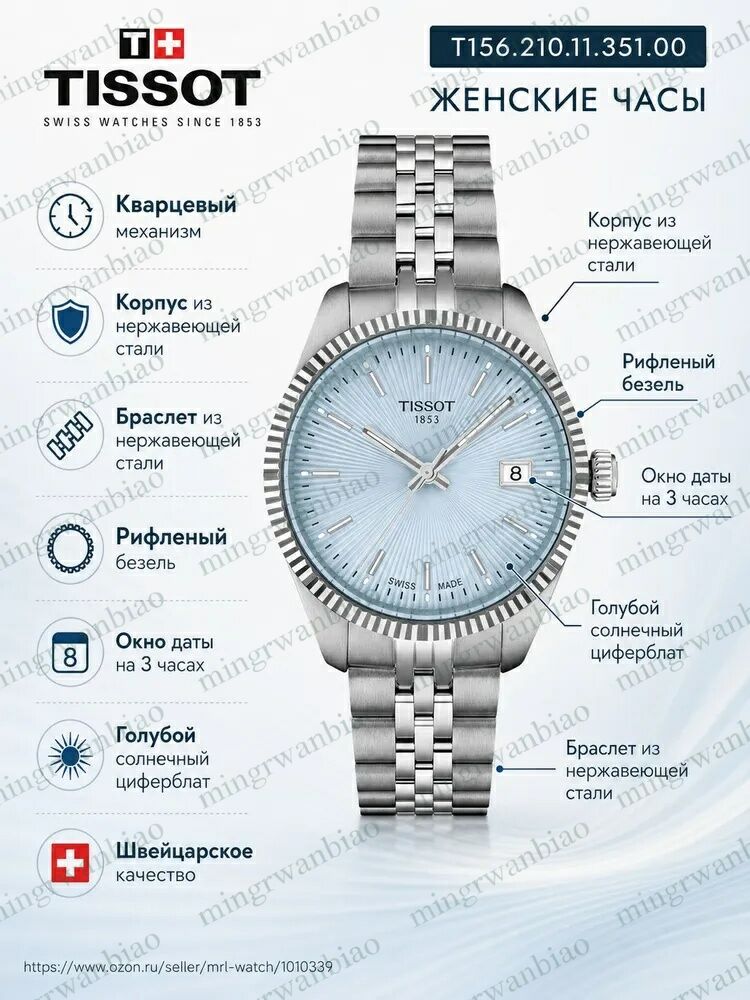 T+
TISSOT
SWISS WATCHES SINCE 1853
T156.210.11.351.00
ЖЕНСКИЕ ЧАСЫ
Кварцевый
механизм
Корпус из
нержавеющей
стали
Браслет из
нержавеющей
стали
Рифленый
безель
8
Окно даты
на 3 часах
Голубой
солнечный
циферблат
Швейцарское
качество
TISSOT
1853
8
SWISS MADE
Корпус из
нержавеющей
стали
Рифленый
безель
Окно даты
на 3 часах
Голубой
солнечный
циферблат
Браслет из
нержавеющей
стали
https://www.ozon.ru/seller/mrl-watch/1010339
mingrwanbiao